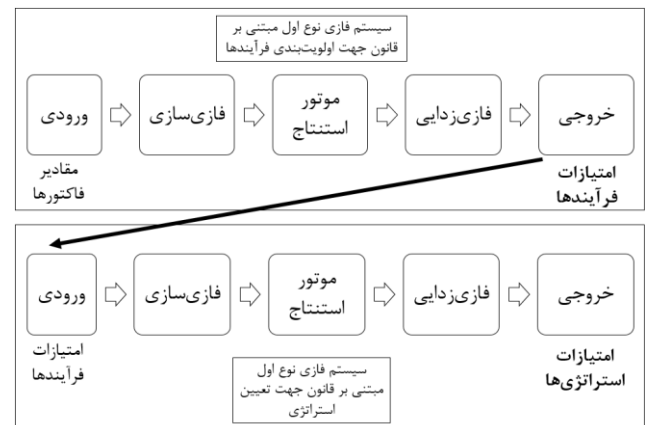 سیستم فازی نوع اول مبتنی بر
قانون جهت اولویت‌بندی فرآیندها
ورودی
فازی‌سازی
موتور
استنتاج
فازی‌زدایی
خروجی
مقادیر
فاکتورها
امتیازات
فرآیندها
ورودی
فازی‌سازی
موتور
استنتاج
فازی‌زدایی
خروجی
امتیازات
فرآیندها
سیستم فازی نوع اول
مبتنی بر قانون جهت تعیین
استراتژی
امتیازات
استراتژی‌ها